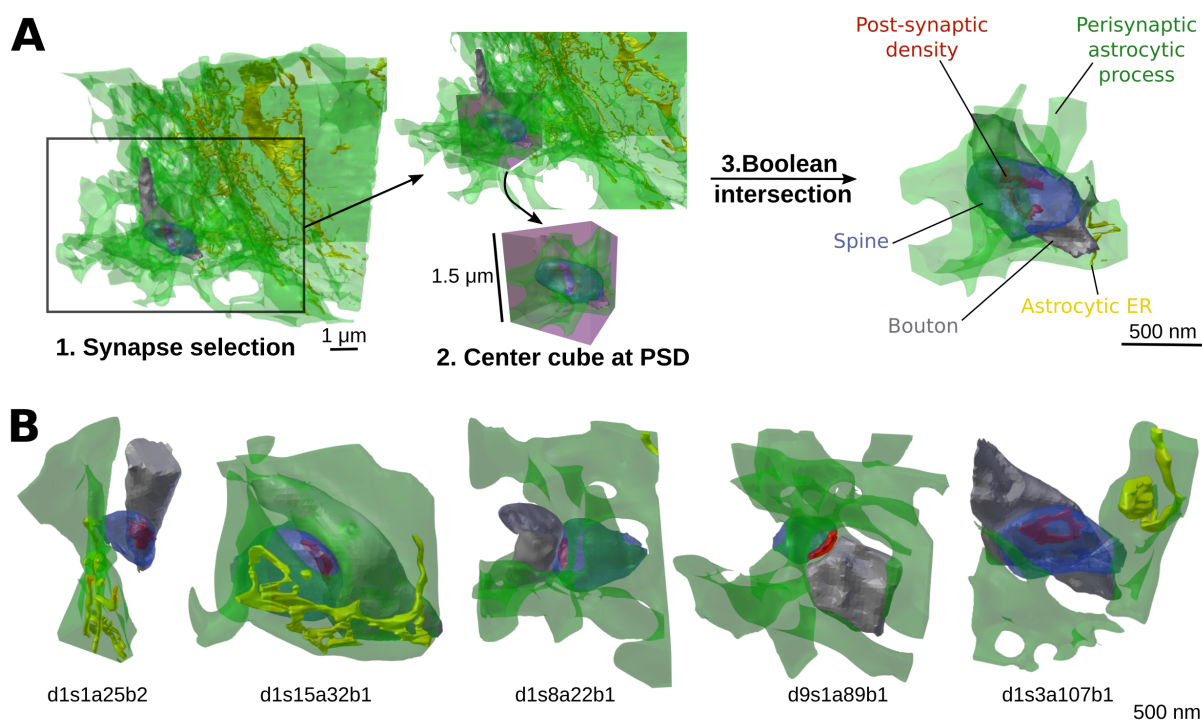 A
Post-synaptic
density
Perisynaptic
astrocytic
process
3.Boolean
intersection
Spine
1.5 µm
Astrocytic ER
Bouton
1 µm
500 nm
1. Synapse selection
2. Center cube at PSD
B
d1s1a25b2
d1s15a32b1
d1s8a22b1
d9s1a89b1
d1s3a107b1
500 nm